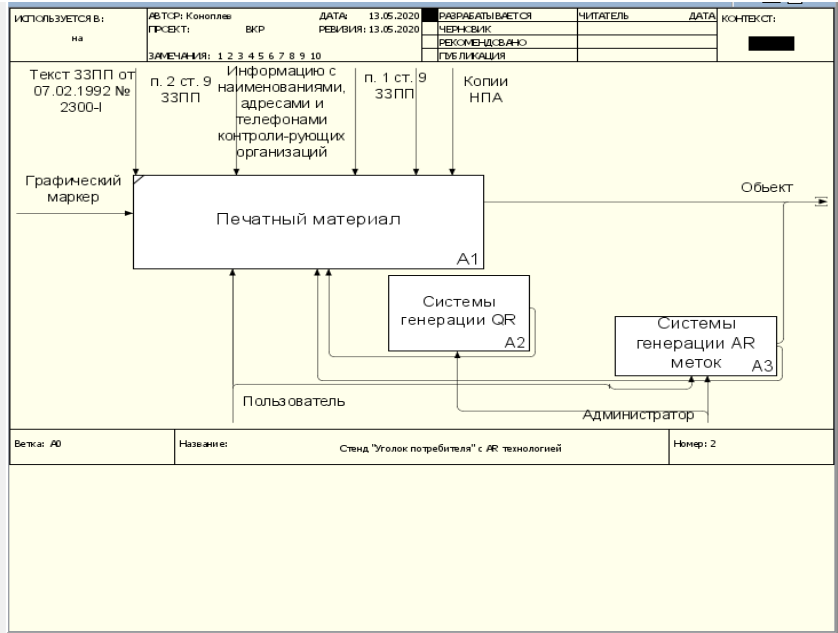 ИСПОЛЬЗУЕТСЯ В:
на
АВТОР: Коноплев
ДАТА: 13.05.2020
ПРОЕКТ: ВКР
РЕВИЗИЯ: 13.05.2020
ЗАМЕЧАНИЯ: 1 2 3 4 5 6 7 8 9 10
РАЗРАБАТЫВАЕТСЯ
ЧЕРНОВИК
РЕКОМЕНДОВАНО
ПУБЛИКАЦИЯ
ЧИТАТЕЛЬ
ДАТА
КОНТЕКСТ:
Текст ЗЗПП от
07.02.1992 №
2300-I
п. 2 ст. 9
ЗЗПП
Информацию с
наименованиями,
адресами и
телефонами
контроли-рующих
организаций
п. 1 ст. 9
ЗЗПП
Копии
НПА
Графический
маркер
Печатный материал
A1
Объект
Системы
генерации QR
A2
Системы
генерации AR
меток
A3
Пользователь
Администратор
Ветка: A0
Название:
Стенд "Уголок потребителя" с AR технологией
Номер: 2